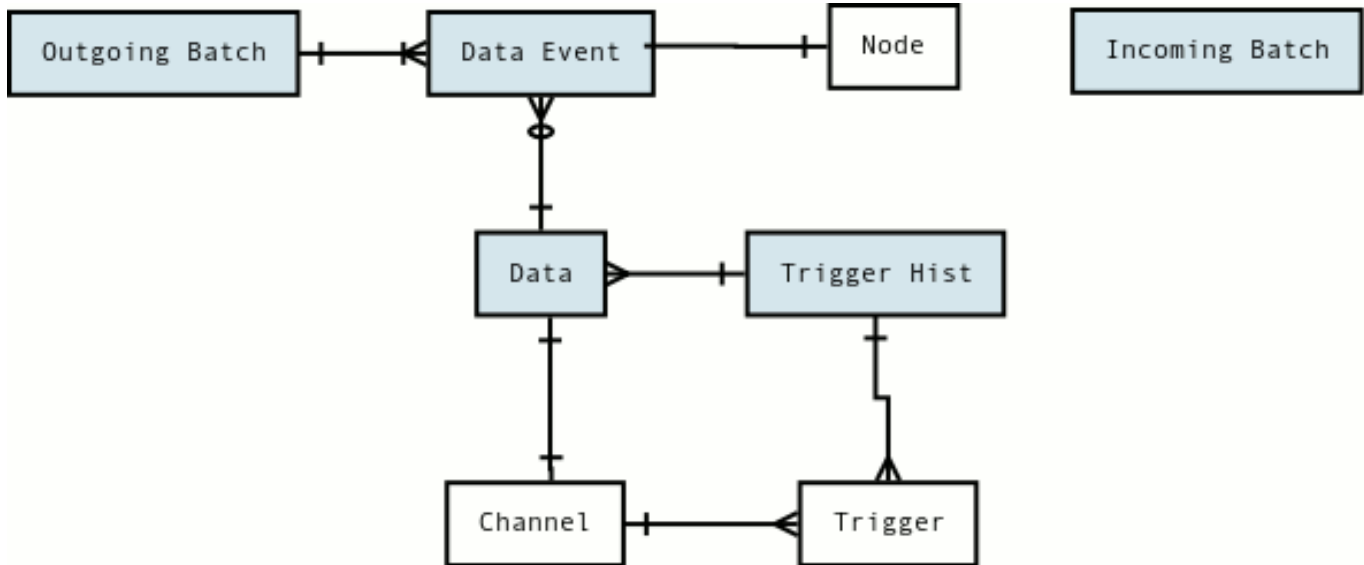 Outgoing Batch
Data Event
Node
Incoming Batch
Data
Trigger Hist
Channel
Trigger